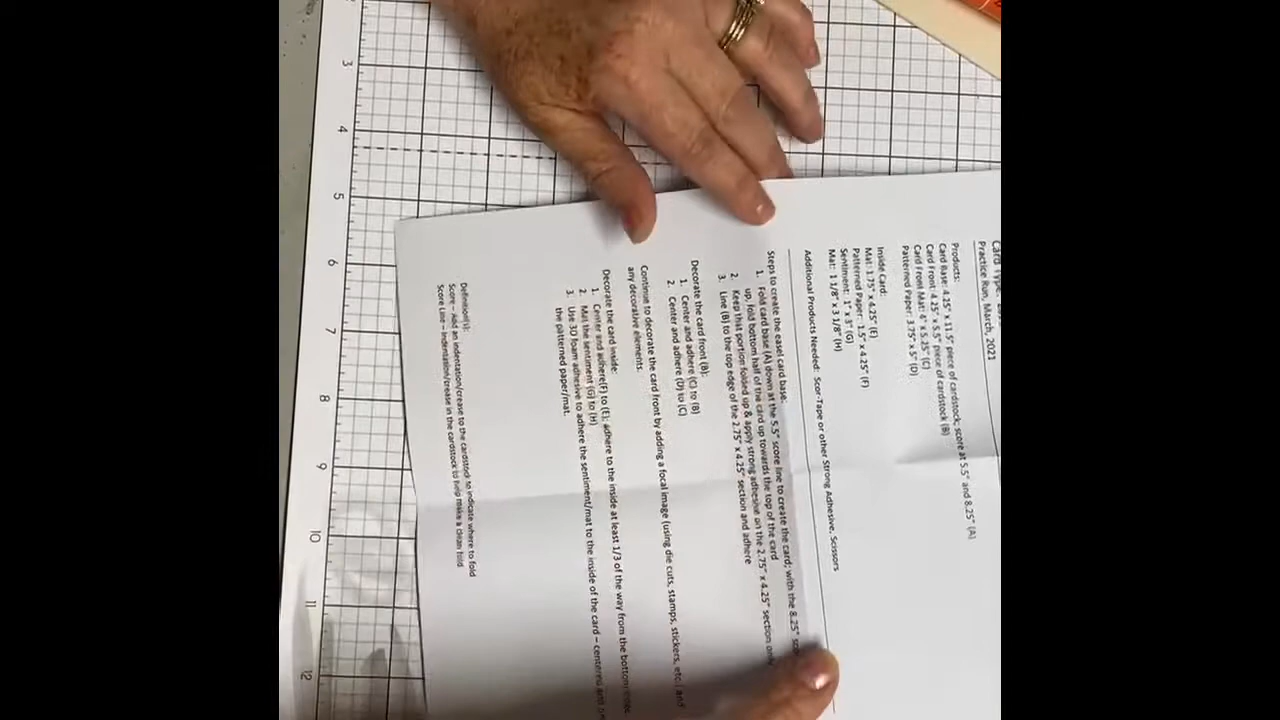 Card Type:
Practice Run, March, 2021
Products:
Card Base: 4.25" x 11.5" piece of cardstock, score at 5.5" and 8.25" (A)
Card Front: 4.25" x 5.5" piece of cardstock (B)
Card Front Mat: 4" x 5.25" (C)
Patterned Paper: 3.75" x 5" (D)
Inside Card:
Mat: 1.75" x 4.25" (E)
Patterned Paper: 1.5" x 4.25" (F)
Sentiment: 1" x 3" (G)
Mat: 1 1/8" x 3 1/8" (H)
Additional Products Needed: Scor-Tape or other Strong Adhesive, Scissors
Steps to create the easel card base:
1. Fold card base (A) down at the 5.5" score line to create the card; with the 8.25"
up, fold bottom half of the card up towards the top of the card
2. Keep that portion folded up & apply strong adhesive on the 2.75" x 4.25" section only
3. Line (B) to the top edge of the 2.75" x 4.25" section and adhere
Decorate the card front (B):
1. Center and adhere (C) to (B)
2. Center and adhere (D) to (C)
Continue to decorate the card front by adding a focal image (using die cuts, stamps, stickers, etc.) and
any decorative elements.
Decorate the card inside:
1. Center and adhere(F) to (E); adhere to the inside at least 1/3 of the way from the bottom
2. Mat the sentiment (G) to (H)
3. Use 3D foam adhesive to adhere the sentiment/mat to the inside of the card – centered and
the patterned paper/mat.
Definition(s):
Score – Add an indentation/crease to the cardstock to indicate where to fold
Score Line – Indentation/crease in the cardstock to help make a clean fold
3
4
5
6
7
8
9
10
11
12